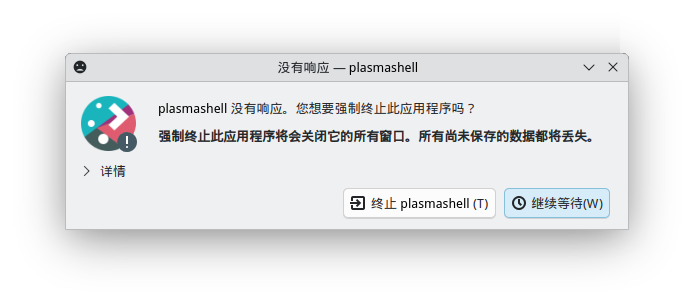 没有响应 — plasmashell
plasmashell 没有响应。您想要强制终止此应用程序吗？
强制终止此应用程序将会关闭它的所有窗口。所有尚未保存的数据都将丢失。
详情
终止 plasmashell (T)
继续等待(W)